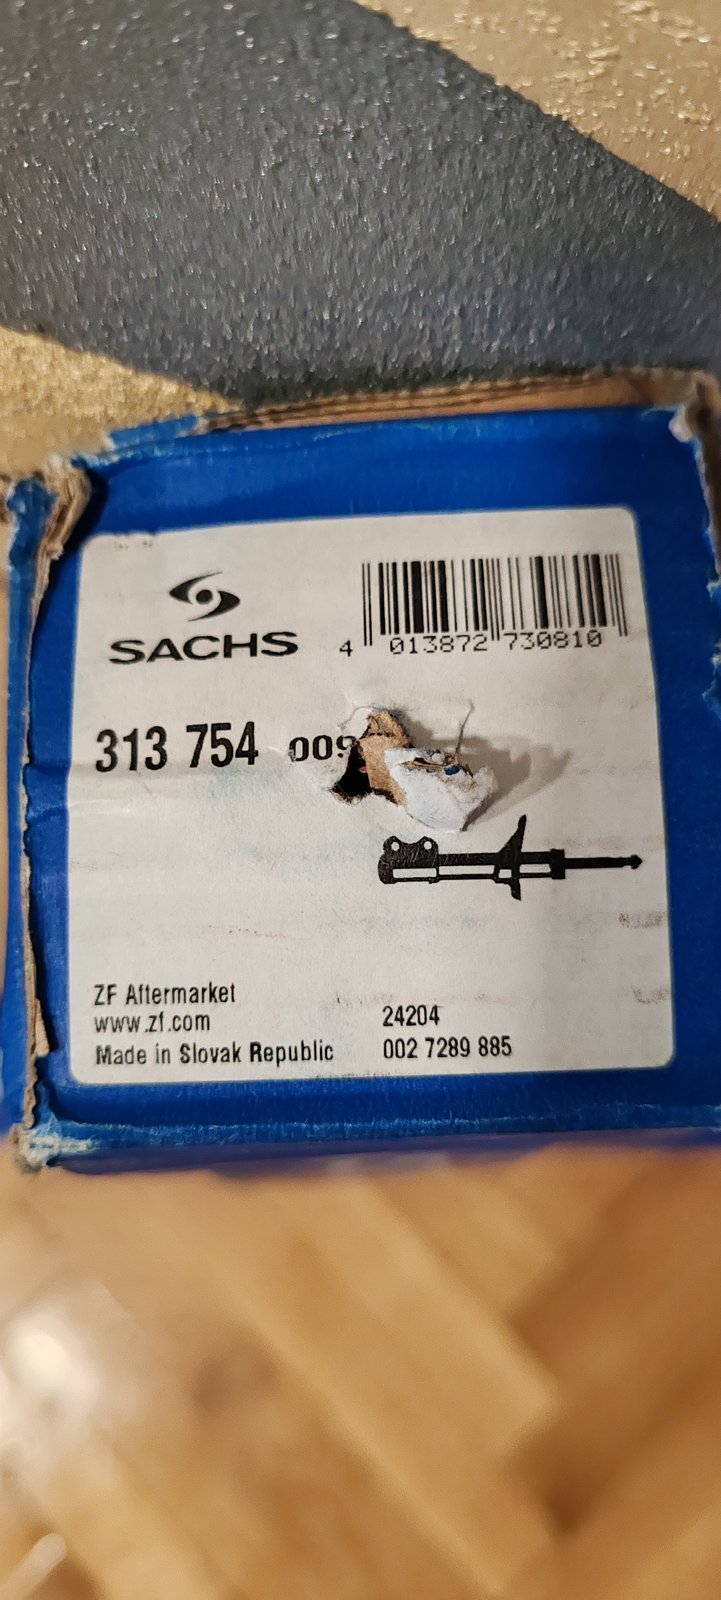 SACHS
4 013872 730810
313 754 009
ZF Aftermarket
www.zf.com
Made in Slovak Republic
24204
002 7289 885